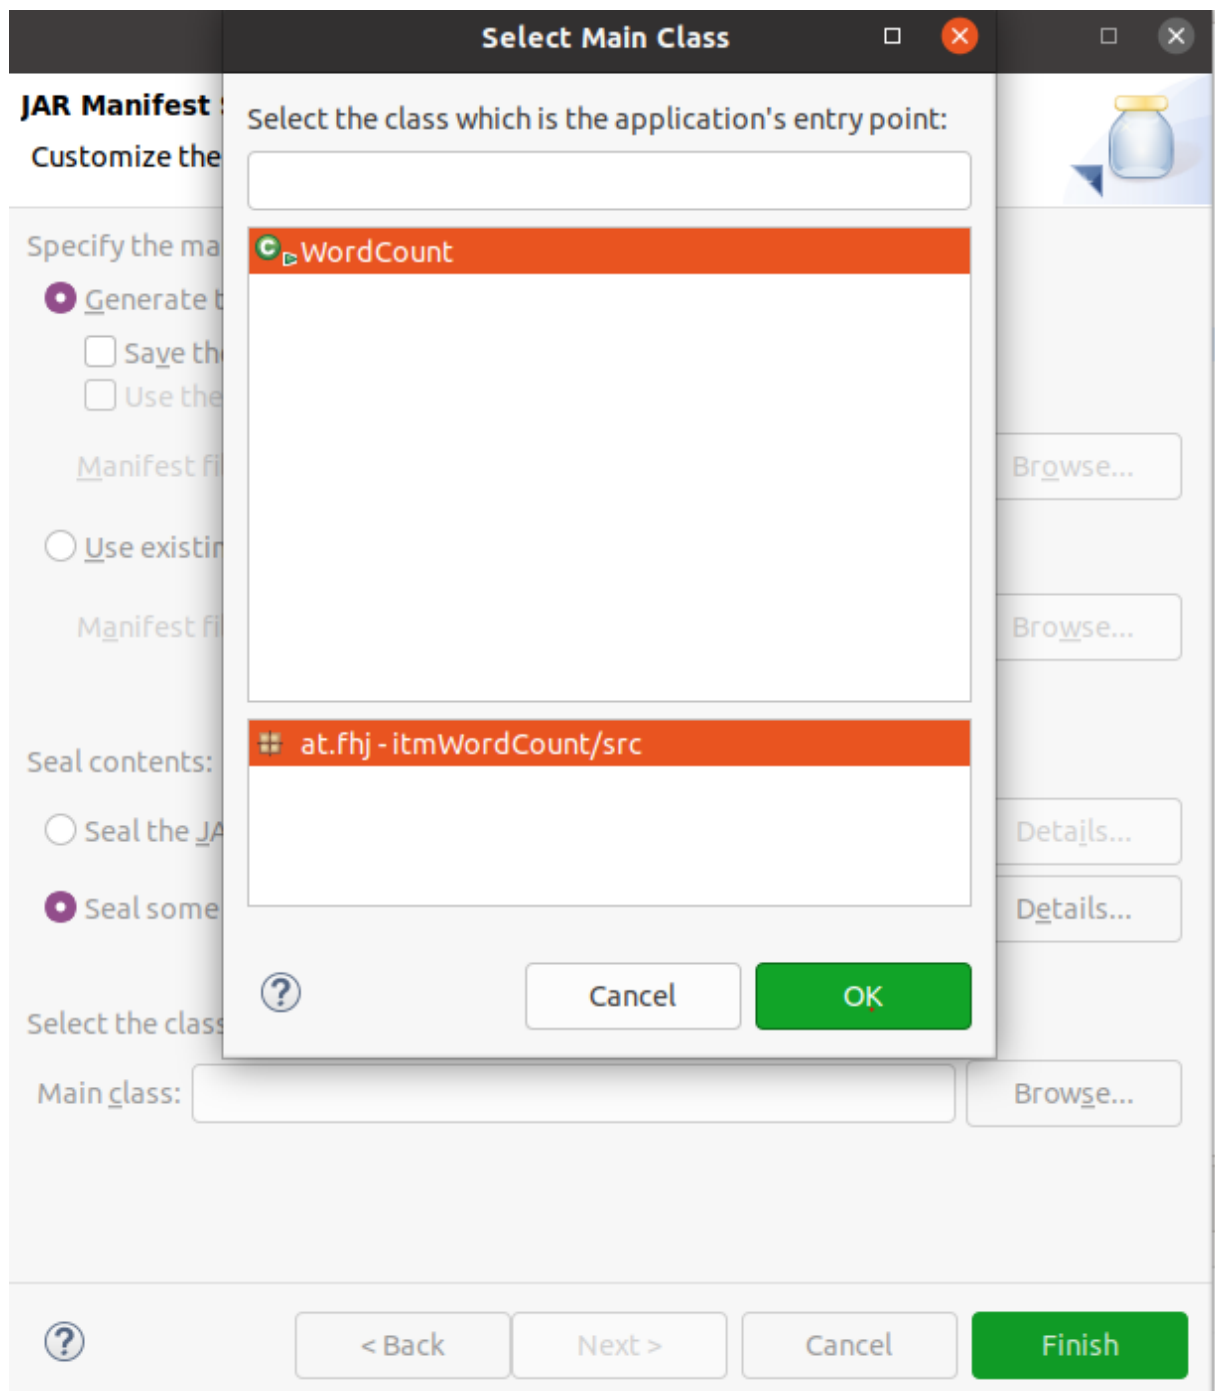 Select Main Class
JAR Manifest
Customize the
Select the class which is the application's entry point:
WordCount
Specify the ma
Generate t
Save the
Use the
Manifest fi
Browse...
Use existin
Manifest fi
Browse...
at.fhj - itmWordCount/src
Seal contents:
Seal the JA
Details...
Seal some
Details...
Cancel
OK
Select the class
Main class:
Browse...
< Back
Next >
Cancel
Finish